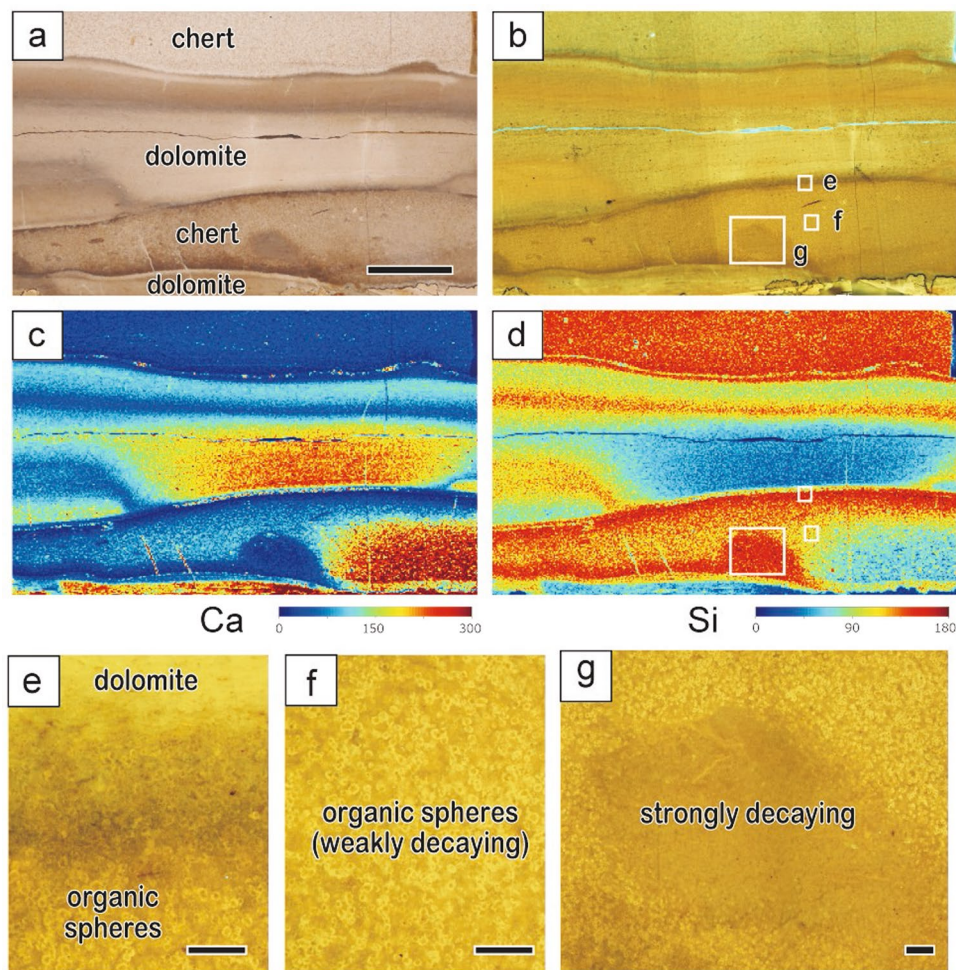 a
chert
dolomite
chert
dolomite
b
e
f
g
c
d
Ca
0 150 300
Si
0 90 180
e
dolomite
organic
spheres
f
organic spheres
(weakly decaying)
g
strongly decaying